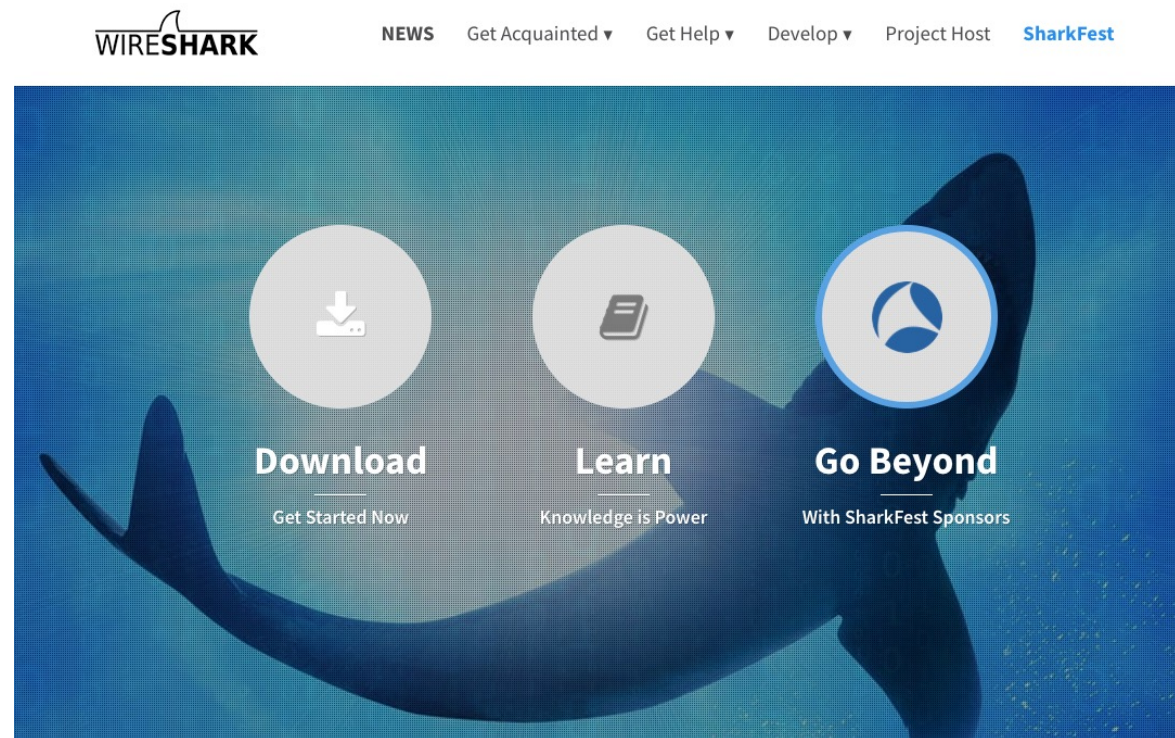 WIRESHARK
NEWS Get Acquainted ▾ Get Help ▾ Develop ▾ Project Host SharkFest
Download Learn Go Beyond
Get Started Now Knowledge is Power With SharkFest Sponsors